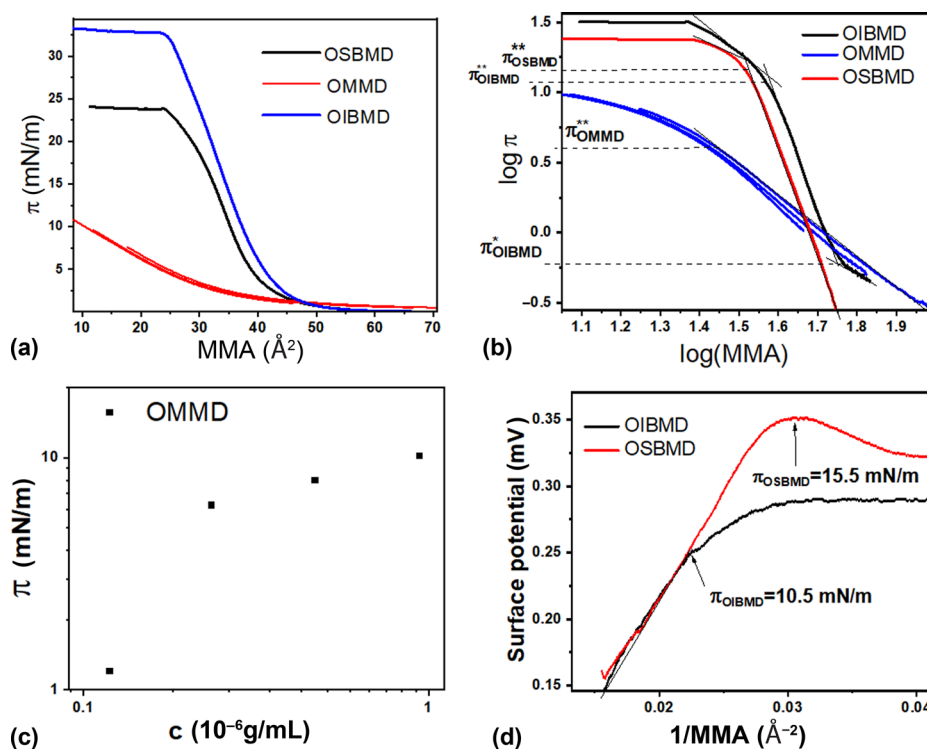 (a)
π (mN/m)
30
25
20
15
10
5
OSBMD
OMMD
OIBMD
10 20 30 40 50 60 70
MMA (Å²)
(b)
log π
1.5
1.0
0.5
0.0
−0.5
π**OSBMD
π**OIBMD
π**OMMD
π*OIBMD
OIBMD
OMMD
OSBMD
1.1 1.2 1.3 1.4 1.5 1.6 1.7 1.8 1.9
log(MMA)
(c)
π (mN/m)
10
1
OMMD
0.1 1
c (10⁻⁶g/mL)
(d)
Surface potential (mV)
0.35
0.30
0.25
0.20
0.15
OIBMD
OSBMD
πOSBMD=15.5 mN/m
πOIBMD=10.5 mN/m
0.02 0.03 0.04
1/MMA (Å⁻²)